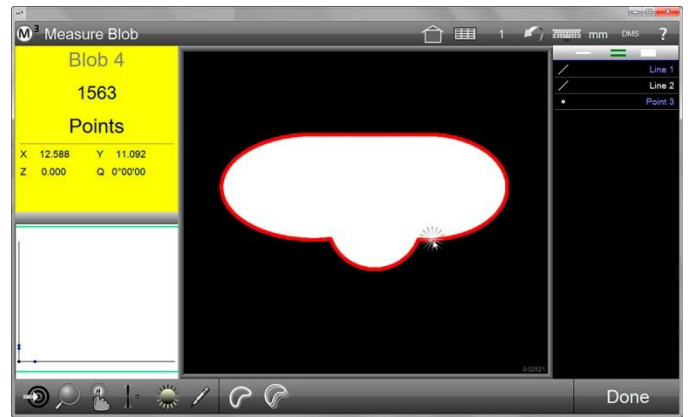 M3 Measure Blob
1 mm DMS ?
Blob 4
1563
Points
X 12.588 Y 11.092
Z 0.000 Q 0°00'00
Line 1
Line 2
Point 3
0.02621
Done